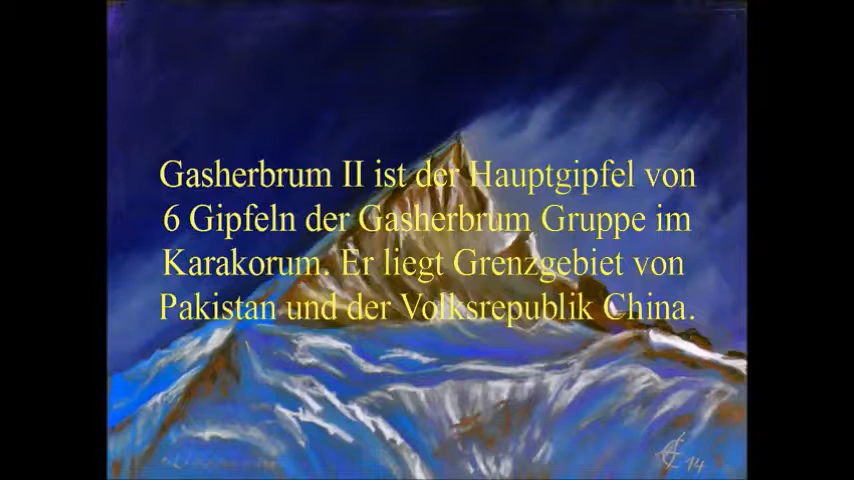 Gasherbrum II ist der Hauptgipfel von
6 Gipfeln der Gasherbrum Gruppe im
Karakorum. Er liegt Grenzgebiet von
Pakistan und der Volksrepublik China.
14